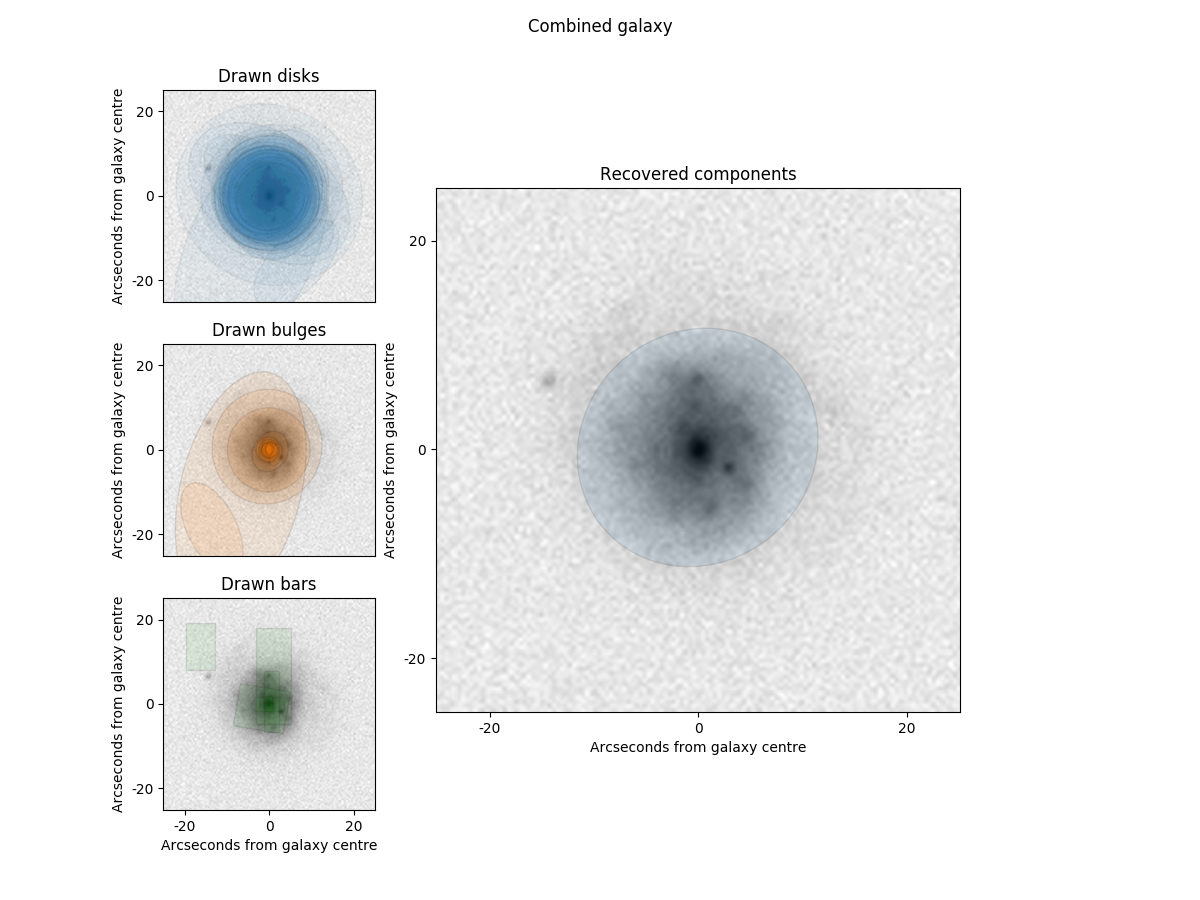 Combined galaxy
Drawn disks
Arcseconds from galaxy centre
20
0
-20
Drawn bulges
Arcseconds from galaxy centre
20
0
-20
Drawn bars
Arcseconds from galaxy centre
20
0
-20
-20 0 20
Arcseconds from galaxy centre
Recovered components
Arcseconds from galaxy centre
20
0
-20
-20 0 20
Arcseconds from galaxy centre